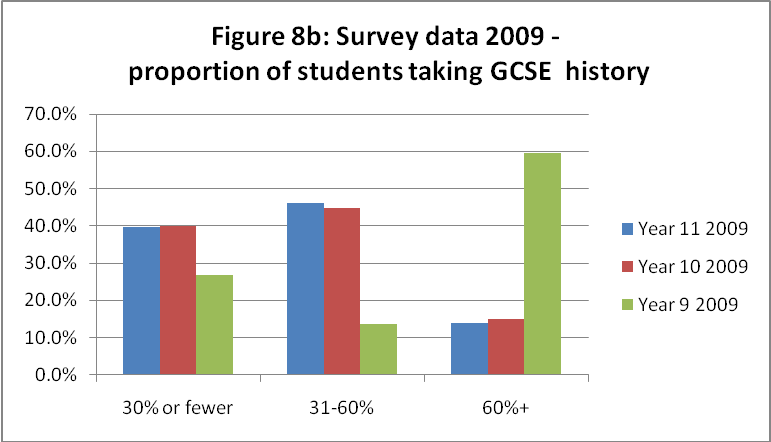 Figure 8b: Survey data 2009 -
proportion of students taking GCSE  history
70.0%
60.0%
50.0%
40.0%
30.0%
20.0%
10.0%
0.0%
30% or fewer
31-60%
60%+
Year 11 2009
Year 10 2009
Year 9 2009